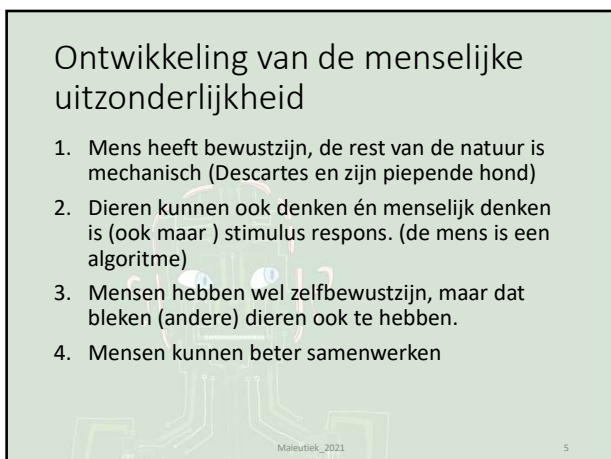 Ontwikkeling van de menselijke
uitzonderlijkheid
1. Mens heeft bewustzijn, de rest van de natuur is
mechanisch (Descartes en zijn piepende hond)
2. Dieren kunnen ook denken én menselijk denken
is (ook maar ) stimulus respons. (de mens is een
algoritme)
3. Mensen hebben wel zelfbewustzijn, maar dat
bleken (andere) dieren ook te hebben.
4. Mensen kunnen beter samenwerken
Maieutiek_2021
5